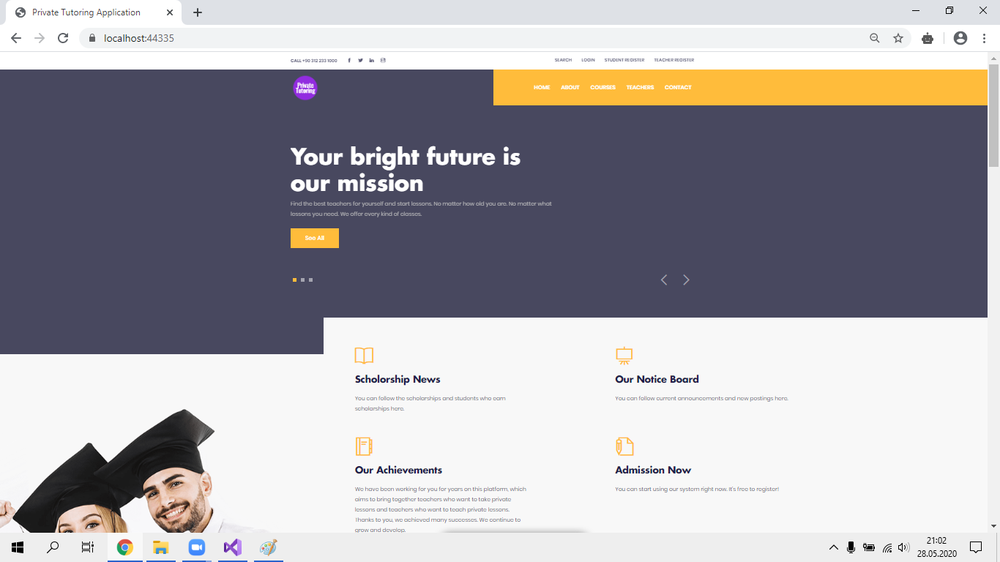 Private Tutoring Application
localhost:44335
CALL +90 312 233 1000
SEARCH LOGIN STUDENT REGISTER TEACHER REGISTER
Private
Tutoring
HOME ABOUT COURSES TEACHERS CONTACT
Your bright future is
our mission
Find the best teachers for yourself and start lessons. No matter how old you are. No matter what
lessons you need. We offer every kind of classes.
See All
Scholorship News
You can follow the scholarships and students who earn
scholarships here.
Our Notice Board
You can follow current announcements and new postings here.
Our Achievements
We have been working for you for years on this platform, which
aims to bring together teachers who want to take private
lessons and teachers who want to teach private lessons.
Thanks to you, we achieved many successes. We continue to
grow and develop.
Admission Now
You can start using our system right now. It's free to register!
21:02
28.05.2020